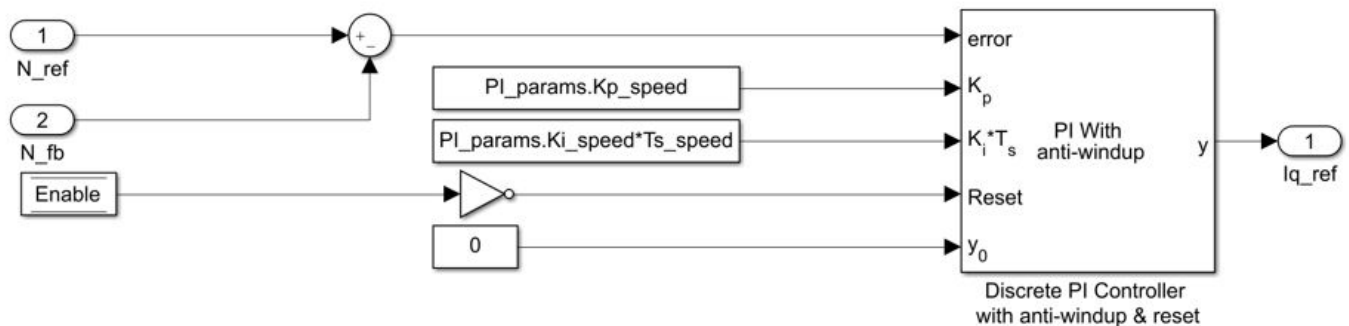 1
N_ref
+
-
2
N_fb
Enable
PI_params.Kp_speed
PI_params.Ki_speed*Ts_speed
0
error
K_p
K_i*T_s
Reset
y_0
PI With
anti-windup
y
Discrete PI Controller
with anti-windup & reset
1
Iq_ref